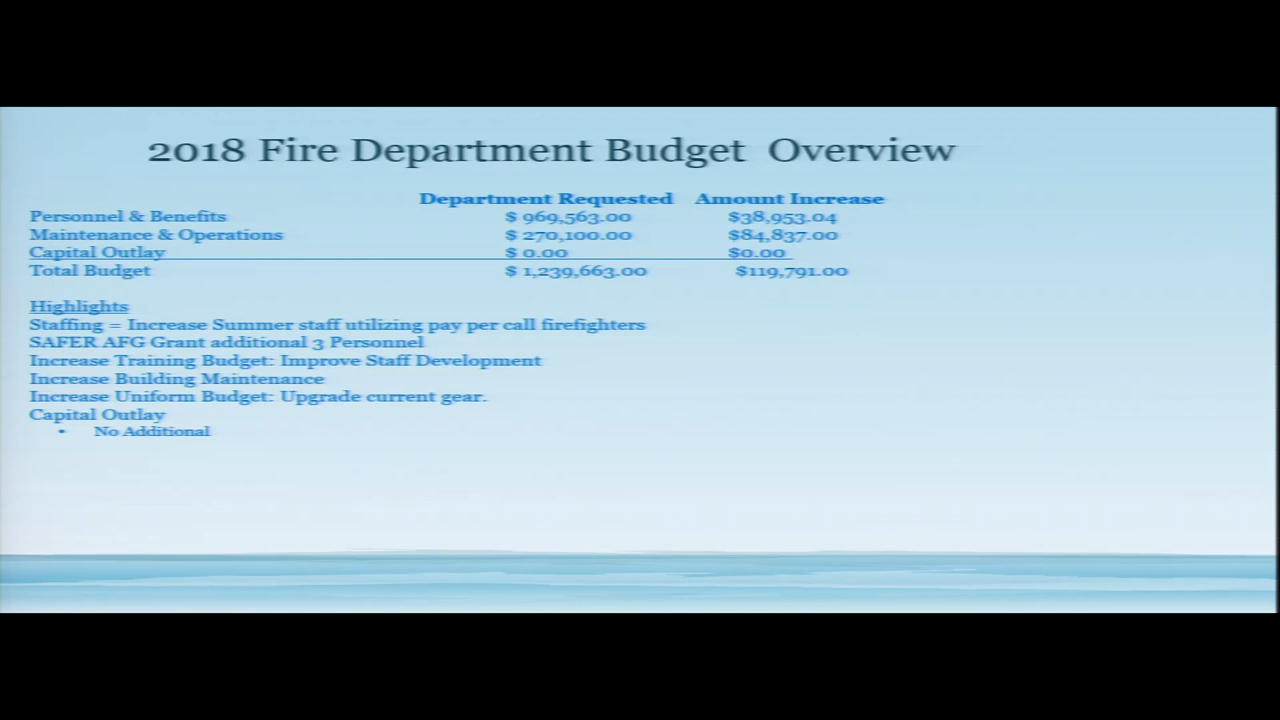 2018 Fire Department Budget Overview
Department Requested Amount Increase
Personnel & Benefits $ 969,563.00 $38,953.04
Maintenance & Operations $ 270,100.00 $84,837.00
Capital Outlay $ 0.00 $0.00
Total Budget $ 1,239,663.00 $119,791.00
Highlights
Staffing = Increase Summer staff utilizing pay per call firefighters
SAFER AFG Grant additional 3 Personnel
Increase Training Budget: Improve Staff Development
Increase Building Maintenance
Increase Uniform Budget: Upgrade current gear.
Capital Outlay
• No Additional